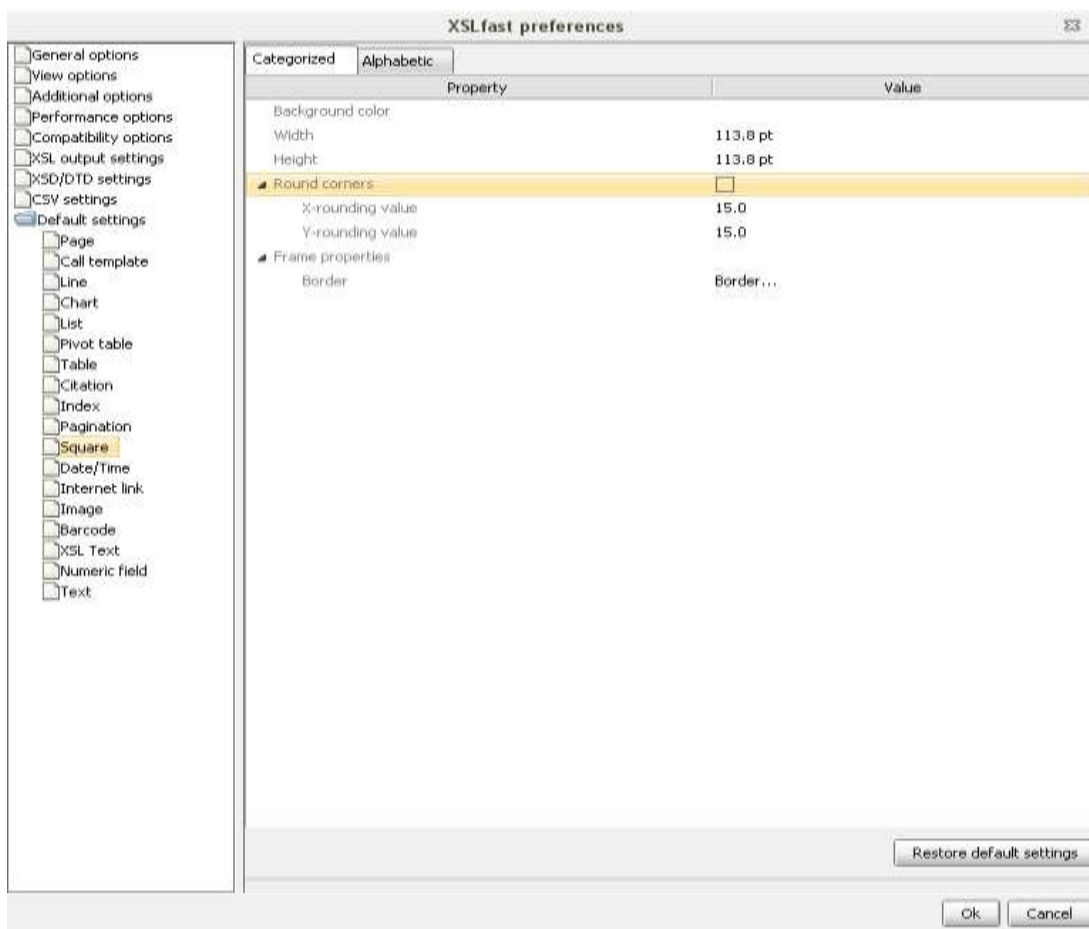 XSLfast preferences
General options
View options
Additional options
Performance options
Compatibility options
XSL output settings
XSD/DTD settings
CSV settings
Default settings
Page
Call template
Line
Chart
List
Pivot table
Table
Citation
Index
Pagination
Square
Date/Time
Internet link
Image
Barcode
XSL Text
Numeric field
Text
Categorized Alphabetic
Property Value
Background color
Width 113.8 pt
Height 113.8 pt
Round corners
X-rounding value 15.0
Y-rounding value 15.0
Frame properties
Border Border...
Restore default settings
Ok Cancel